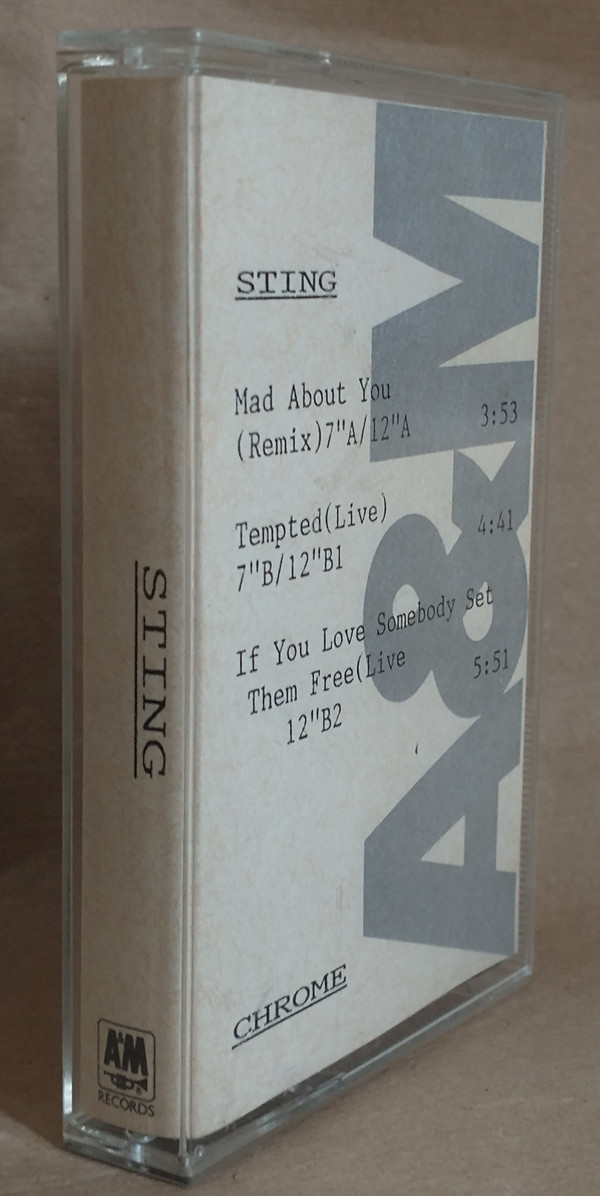 STING
A&M
RECORDS
STING
Mad About You
(Remix)7"A/12"A 3:53
Tempted(Live) 4:41
7"B/12"B1
If You Love Somebody Set
Them Free(Live 5:51
12"B2
CHROME
A&M